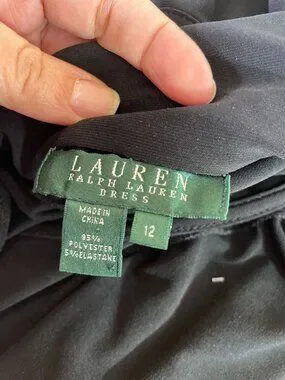 LAUREN
RALPH LAUREN
DRESS
MADE IN
CHINA
95%
POLYESTER
5% ELASTANE
12